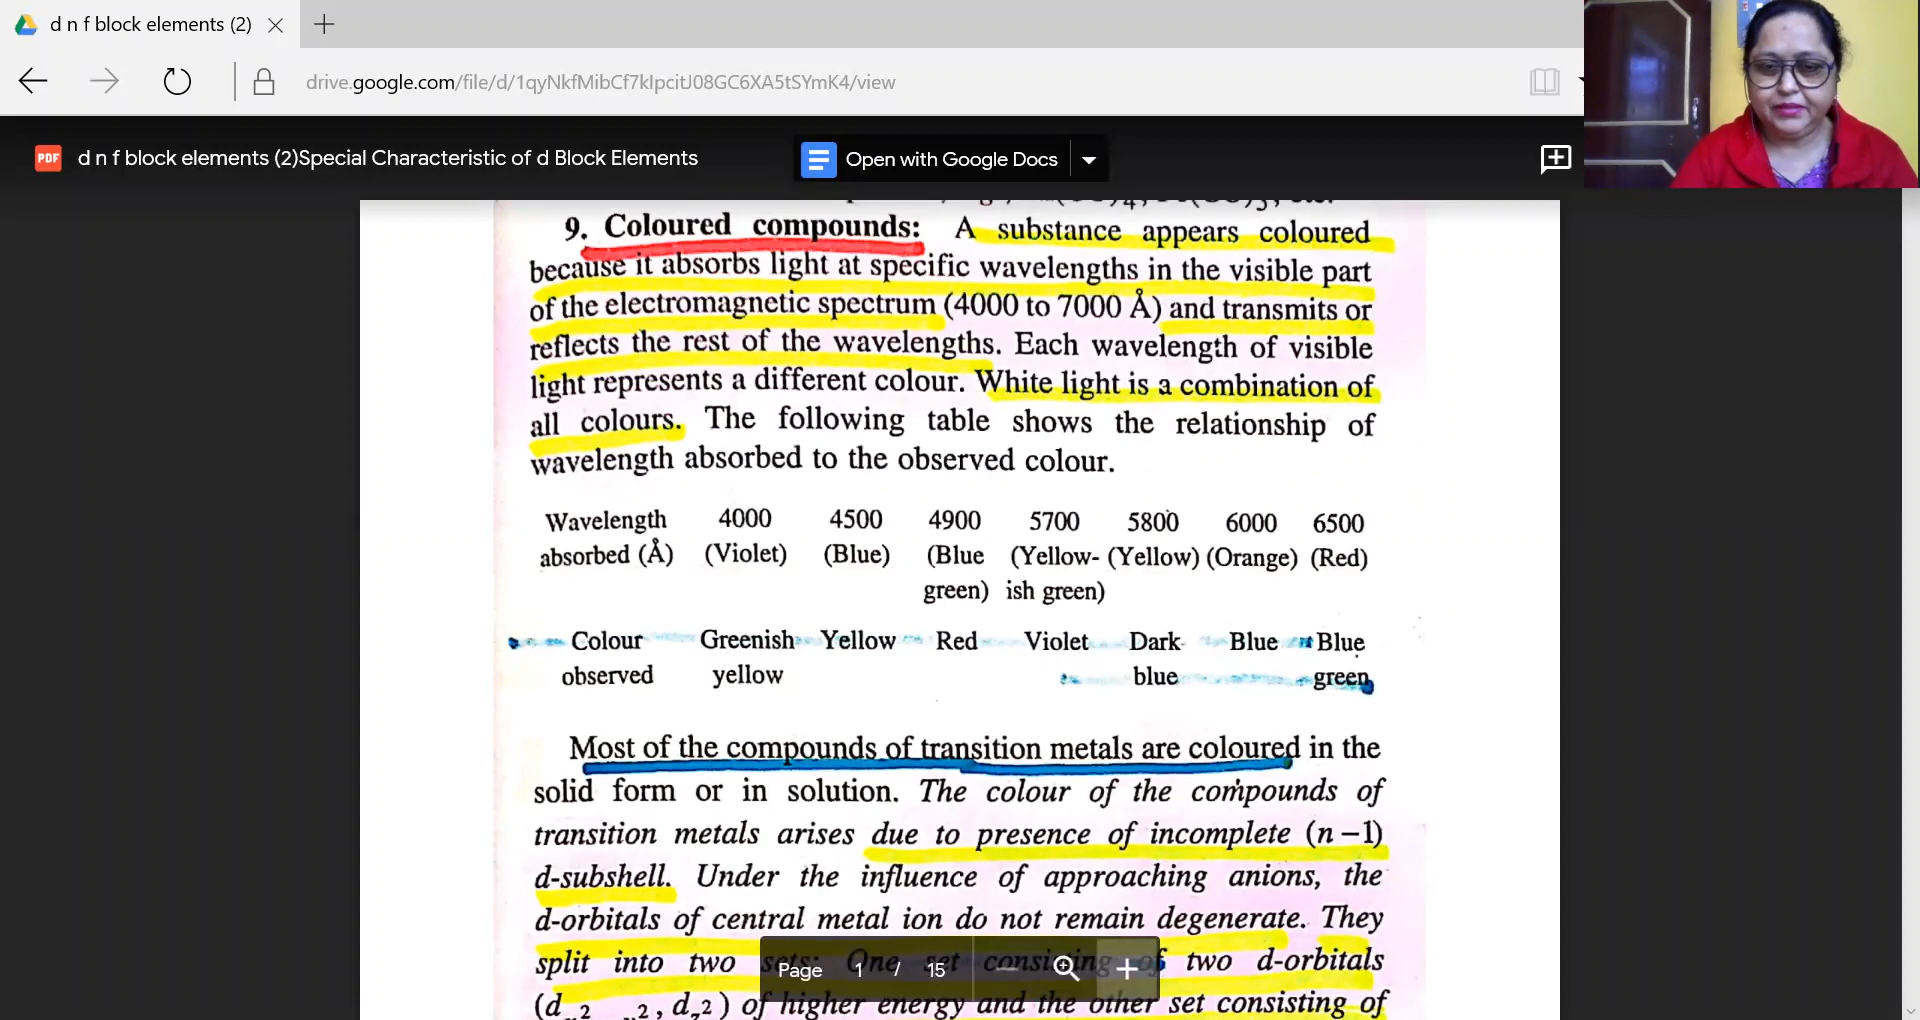 d n f block elements (2)
drive.google.com/file/d/1qyNkfMibCf7kIpcitJ08GC6XA5tSYmK4/view
PDF d n f block elements (2)Special Characteristic of d Block Elements
Open with Google Docs
9. Coloured compounds: A substance appears coloured
because it absorbs light at specific wavelengths in the visible part
of the electromagnetic spectrum (4000 to 7000 Å) and transmits or
reflects the rest of the wavelengths. Each wavelength of visible
light represents a different colour. White light is a combination of
all colours. The following table shows the relationship of
wavelength absorbed to the observed colour.
Wavelength 4000 4500 4900 5700 5800 6000 6500
absorbed (Å) (Violet) (Blue) (Blue (Yellow- (Yellow) (Orange) (Red)
green) ish green)
Colour Greenish Yellow Red Violet Dark Blue Blue
observed yellow blue green
Most of the compounds of transition metals are coloured in the
solid form or in solution. The colour of the compounds of
transition metals arises due to presence of incomplete (n−1)
d-subshell. Under the influence of approaching anions, the
d-orbitals of central metal ion do not remain degenerate. They
split into two sets: One set consisting of two d-orbitals
Page 1 / 15
of higher energy and the other set consisting of